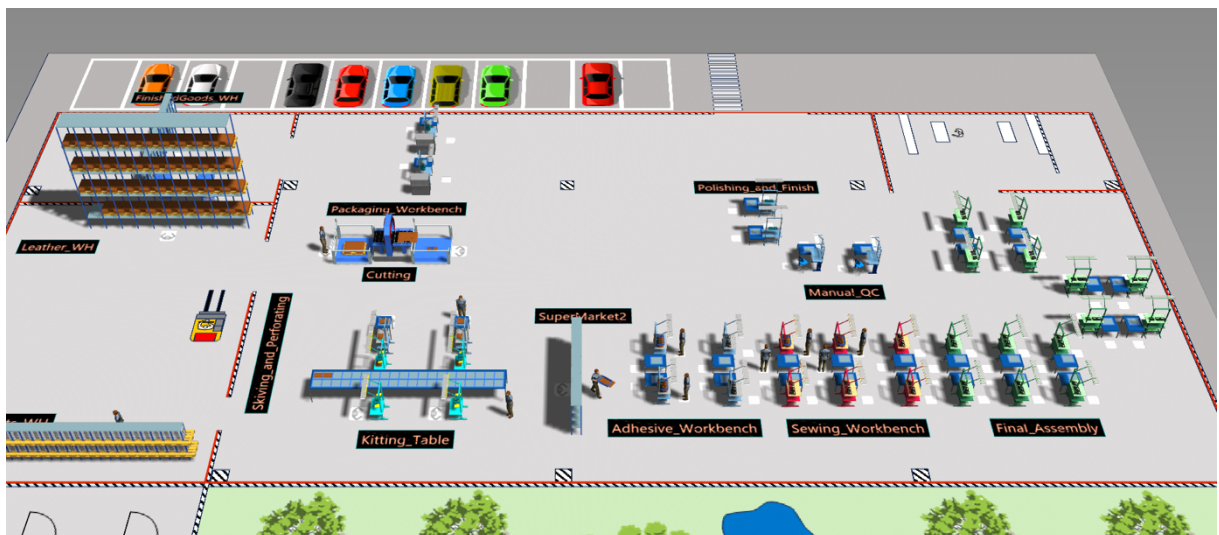 FinishedGoods_WH
Packaging_Workbench
Polishing_and_Finish
Leather_WH
Cutting
Manual_QC
Skiving_and_Perforating
SuperMarket2
Kitting_Table
Adhesive_Workbench
Sewing_Workbench
Final_Assembly